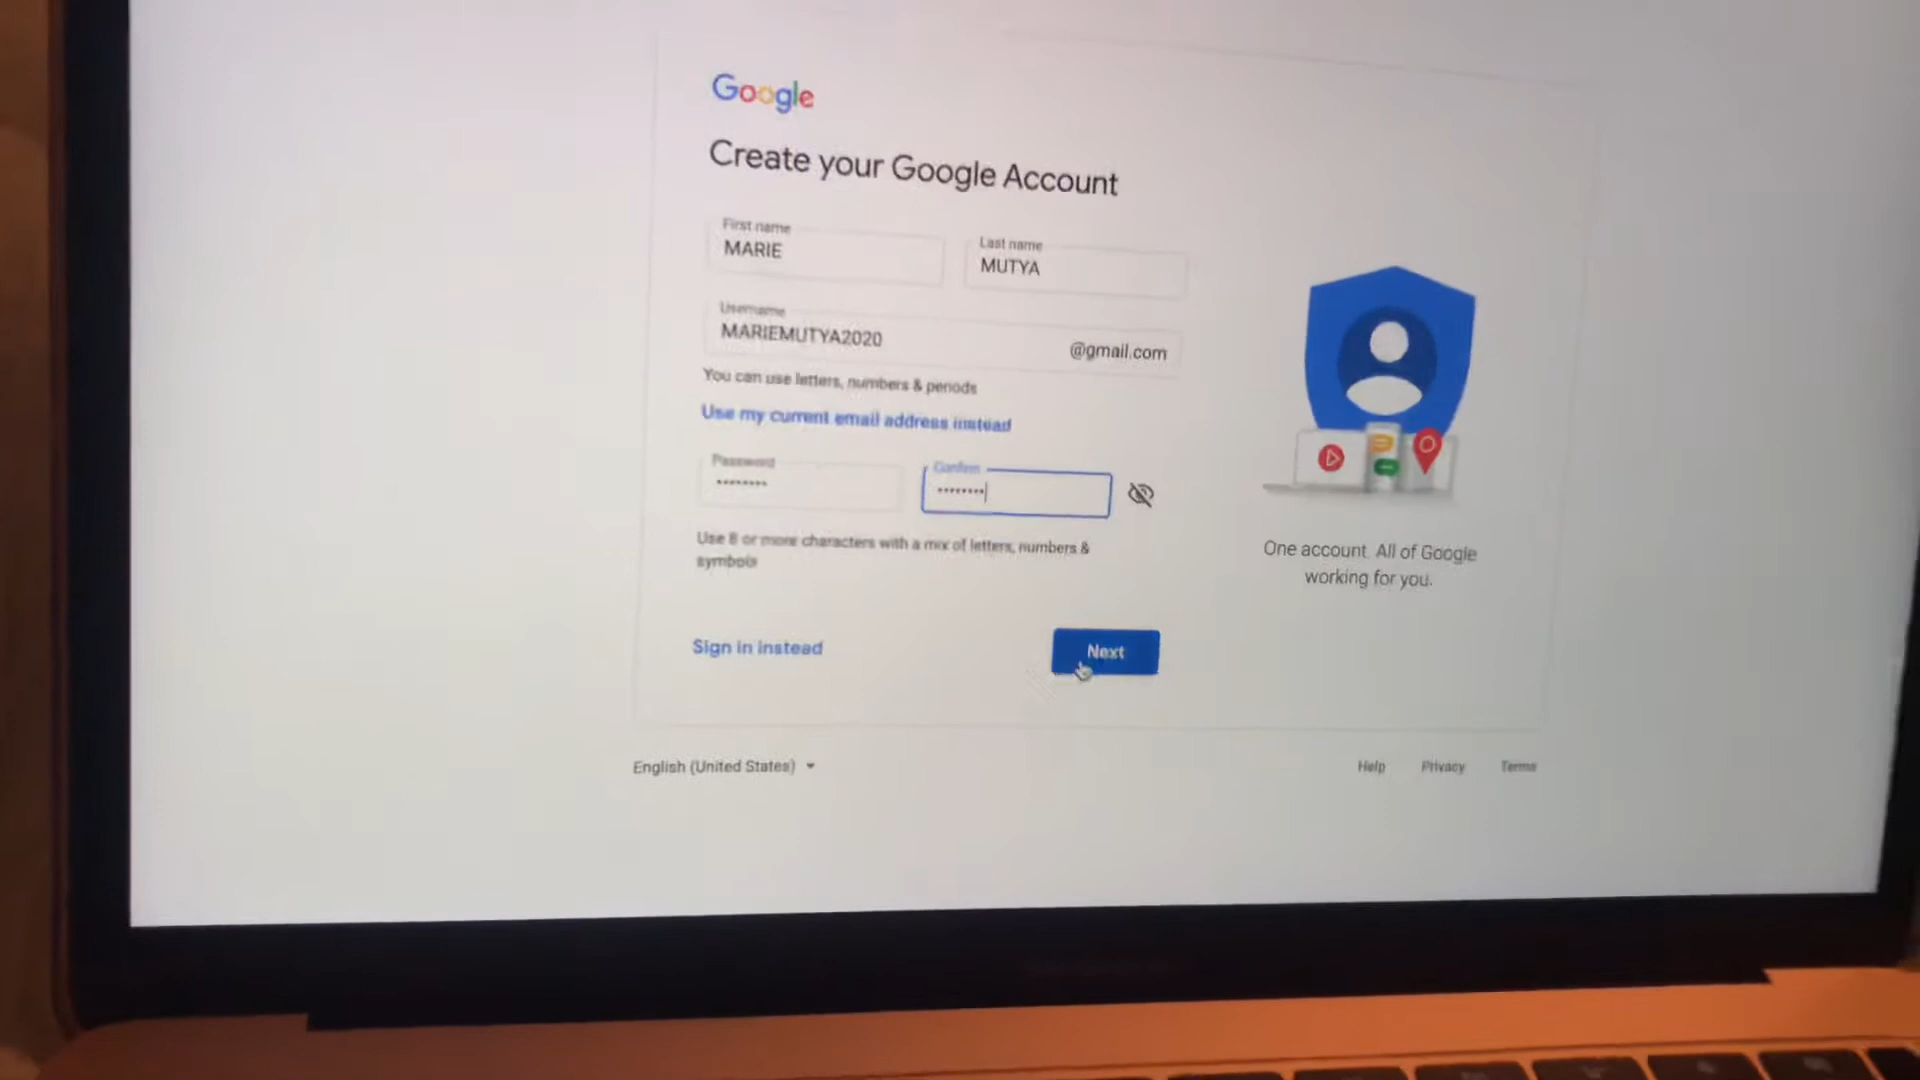 Google
Create your Google Account
First name
MARIE
Last name
MUTYA
Username
MARIEMUTYA2020
@gmail.com
You can use letters, numbers & periods
Use my current email address instead
Password
••••••••
Confirm
••••••••
Use 8 or more characters with a mix of letters, numbers &
symbols
One account. All of Google
working for you.
Sign in instead
Next
English (United States)
Help
Privacy
Terms